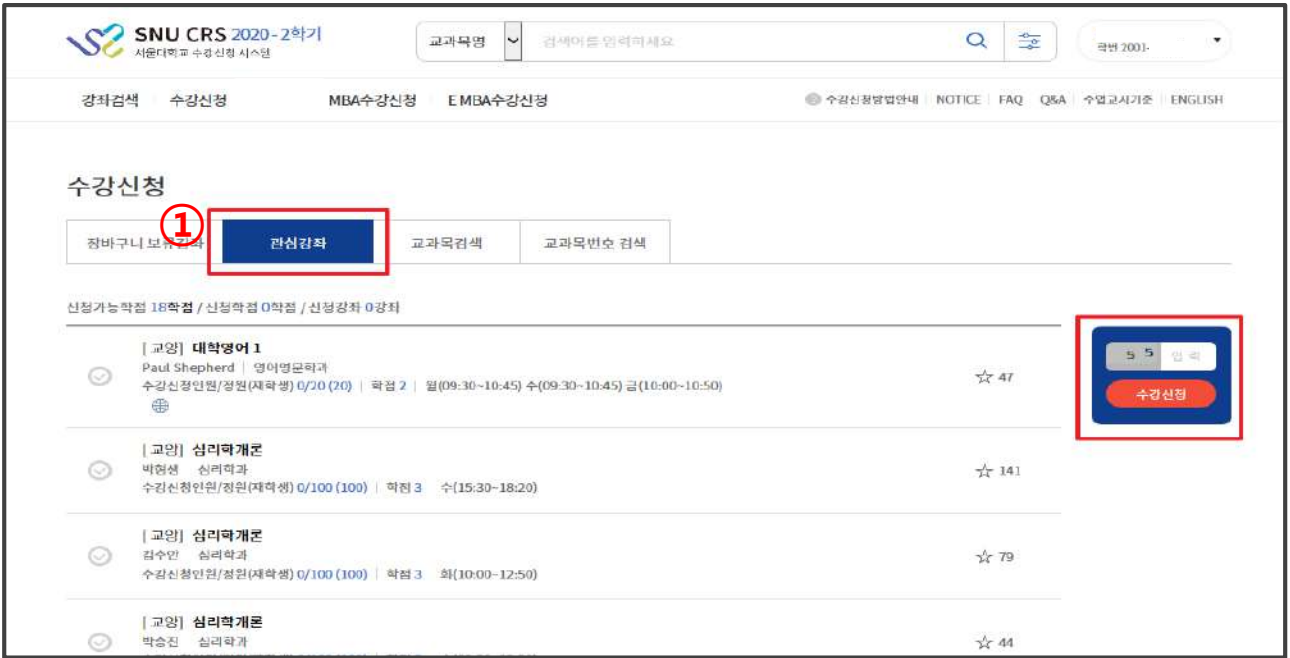 SNU CRS 2020-2학기
서울대학교 수강신청 시스템
교과목명
검색어를 입력하세요
학번 2001-
강좌검색 수강신청 MBA수강신청 EMBA수강신청
수강신청방법안내 NOTICE FAQ Q&A 수업교시기준 ENGLISH
수강신청
①
장바구니 보류강좌 관심강좌 교과목검색 교과목번호 검색
신청가능학점 18학점 / 신청학점 0학점 / 신청강좌 0강좌
[교양] 대학영어 1
Paul Shepherd | 영어영문학과
수강신청인원/정원(재학생) 0/20 (20) | 학점 2 | 월(09:30~10:45) 수(09:30~10:45) 금(10:00~10:50)
☆ 47
5 5 입력
수강신청
[교양] 심리학개론
박형생 심리학과
수강신청인원/정원(재학생) 0/100 (100) | 학점 3 수(15:30~18:20)
☆ 141
[교양] 심리학개론
김수안 심리학과
수강신청인원/정원(재학생) 0/100 (100) | 학점 3 화(10:00~12:50)
☆ 79
[교양] 심리학개론
박승진 심리학과
☆ 44